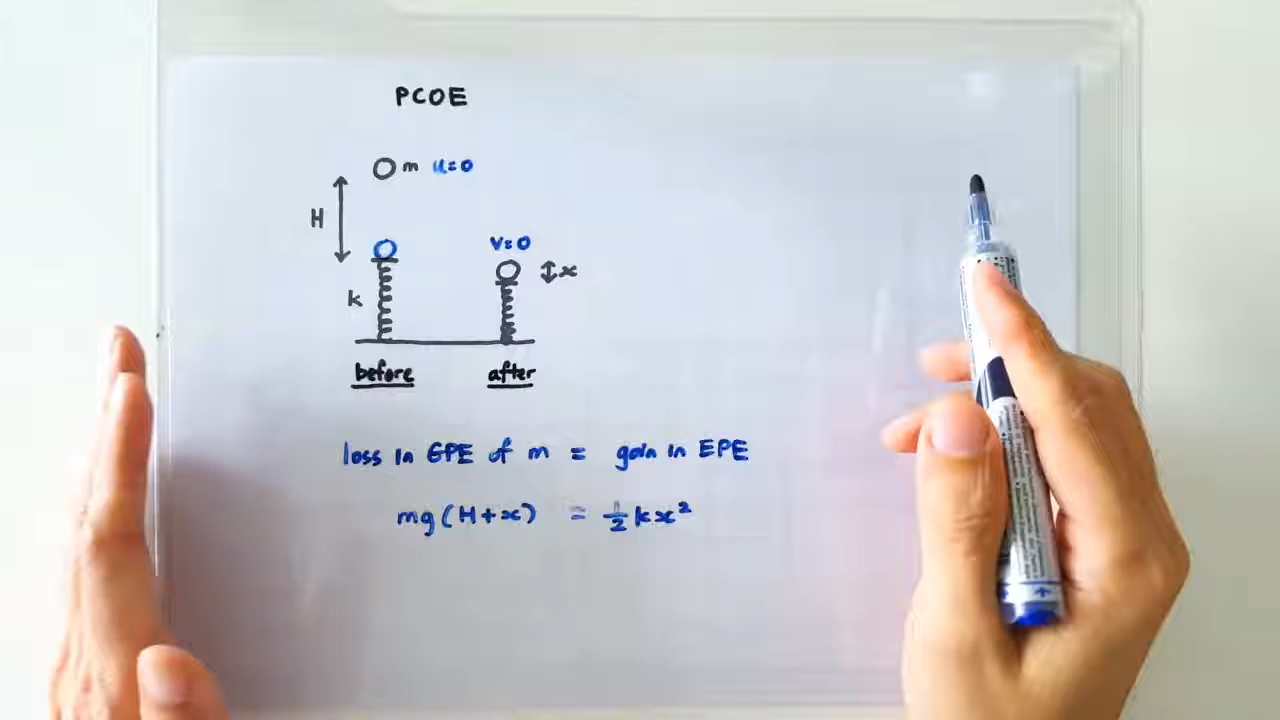 PCOE
m u=0
H
v=0
x
k
before after
loss in GPE of m = gain in EPE
mg(H+x) = ½kx²